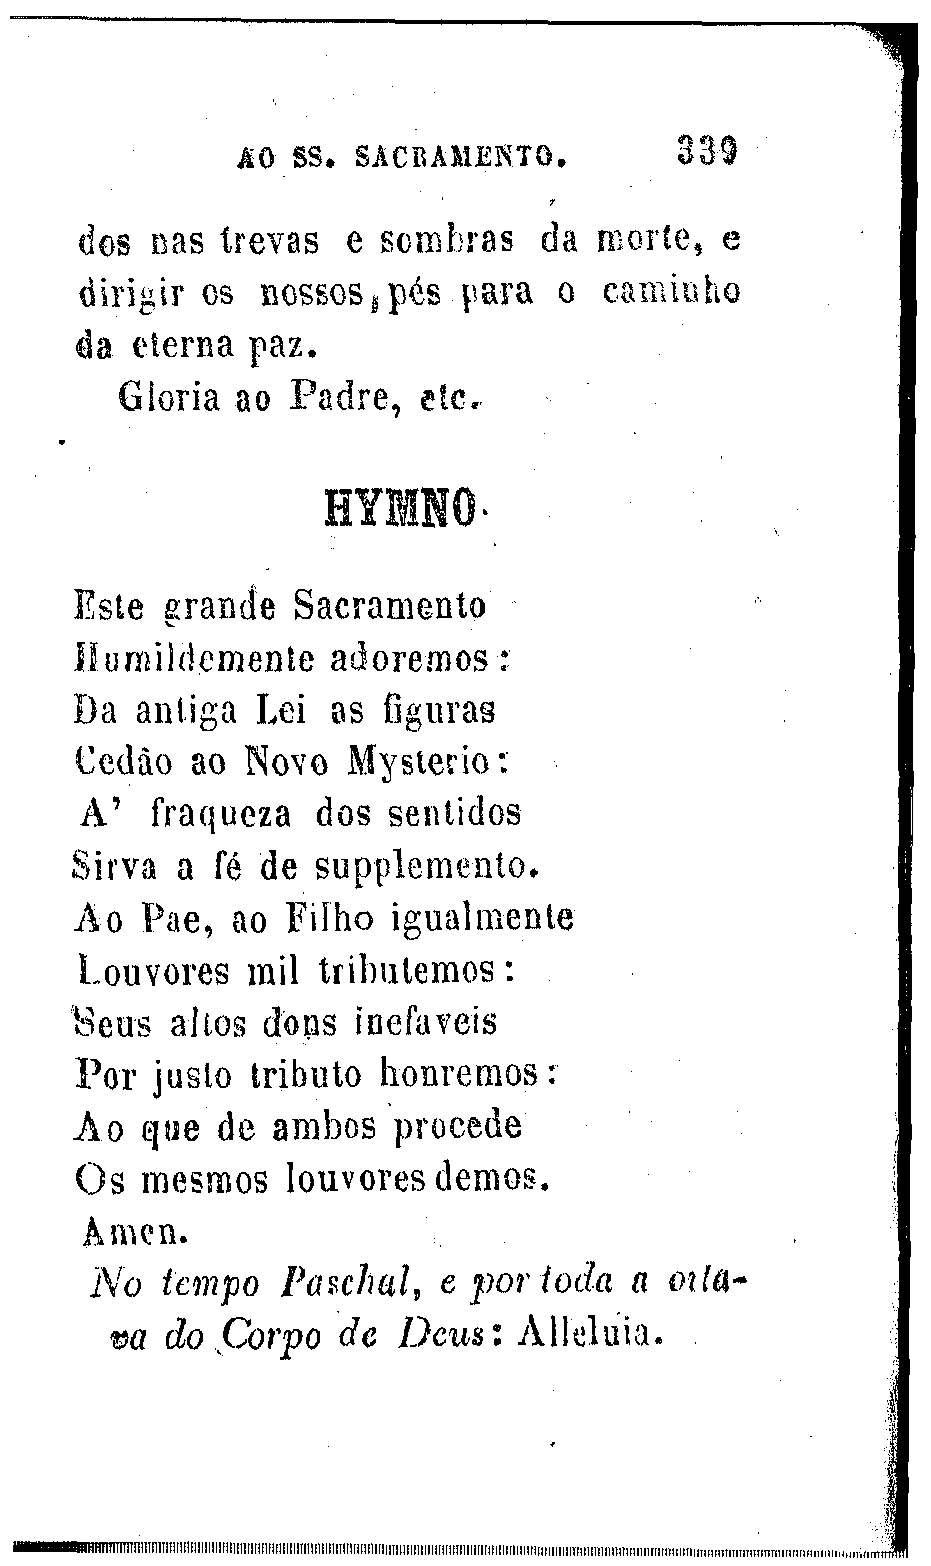 AO SS. SACRAMENTO. 339
dos nas trevas e sombras da morte, e
dirigir os nossos pés para o caminho
da eterna paz.
Gloria ao Padre, etc.
HYMNO.
Este grande Sacramento
Humildemente adoremos :
Da antiga Lei as figuras
Cedão ao Novo Mysterio :
A' fraqueza dos sentidos
Sirva a fé de supplemento.
Ao Pae, ao Filho igualmente
Louvores mil tributemos :
Seus altos dons inefaveis
Por justo tributo honremos :
Ao que de ambos procede
Os mesmos louvores demos.
Amen.
No tempo Paschal, e por toda a oita-
va do Corpo de Deus : Alleluia.